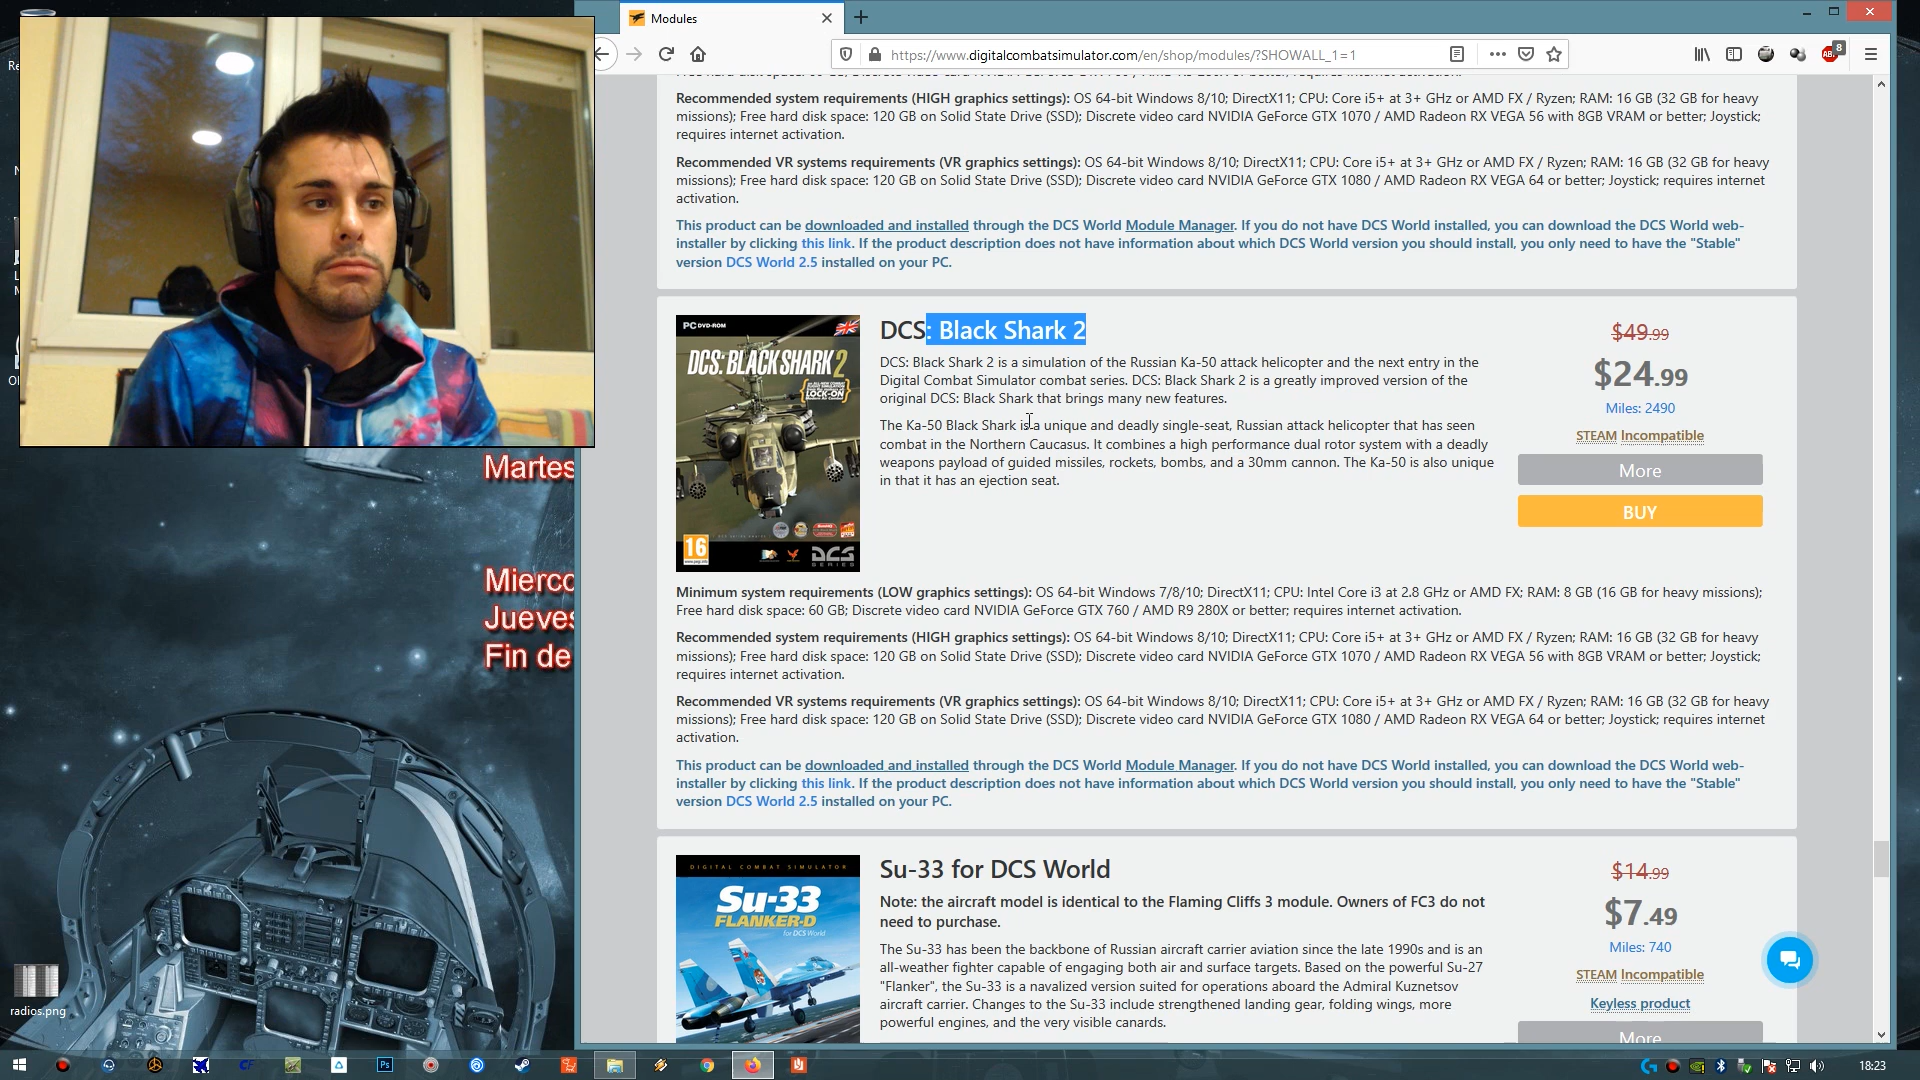 Modules
https://www.digitalcombatsimulator.com/en/shop/modules/?SHOWALL_1=1
8
Recommended system requirements (HIGH graphics settings): OS 64-bit Windows 8/10; DirectX11; CPU: Core i5+ at 3+ GHz or AMD FX / Ryzen; RAM: 16 GB (32 GB for heavy
missions); Free hard disk space: 120 GB on Solid State Drive (SSD); Discrete video card NVIDIA GeForce GTX 1070 / AMD Radeon RX VEGA 56 with 8GB VRAM or better; Joystick;
requires internet activation.
Recommended VR systems requirements (VR graphics settings): OS 64-bit Windows 8/10; DirectX11; CPU: Core i5+ at 3+ GHz or AMD FX / Ryzen; RAM: 16 GB (32 GB for heavy
missions); Free hard disk space: 120 GB on Solid State Drive (SSD); Discrete video card NVIDIA GeForce GTX 1080 / AMD Radeon RX VEGA 64 or better; Joystick; requires internet
activation.
This product can be downloaded and installed through the DCS World Module Manager. If you do not have DCS World installed, you can download the DCS World web-
installer by clicking this link. If the product description does not have information about which DCS World version you should install, you only need to have the "Stable"
version DCS World 2.5 installed on your PC.
PC DVD-ROM
DCS: BLACK SHARK 2
LOCK-ON
16
DCS
SERIES
DCS: Black Shark 2
DCS: Black Shark 2 is a simulation of the Russian Ka-50 attack helicopter and the next entry in the
Digital Combat Simulator combat series. DCS: Black Shark 2 is a greatly improved version of the
original DCS: Black Shark that brings many new features.
The Ka-50 Black Shark is a unique and deadly single-seat, Russian attack helicopter that has seen
combat in the Northern Caucasus. It combines a high performance dual rotor system with a deadly
weapons payload of guided missiles, rockets, bombs, and a 30mm cannon. The Ka-50 is also unique
in that it has an ejection seat.
$49.99
$24.99
Miles: 2490
STEAM Incompatible
More
BUY
Minimum system requirements (LOW graphics settings): OS 64-bit Windows 7/8/10; DirectX11; CPU: Intel Core i3 at 2.8 GHz or AMD FX; RAM: 8 GB (16 GB for heavy missions);
Free hard disk space: 60 GB; Discrete video card NVIDIA GeForce GTX 760 / AMD R9 280X or better; requires internet activation.
Recommended system requirements (HIGH graphics settings): OS 64-bit Windows 8/10; DirectX11; CPU: Core i5+ at 3+ GHz or AMD FX / Ryzen; RAM: 16 GB (32 GB for heavy
missions); Free hard disk space: 120 GB on Solid State Drive (SSD); Discrete video card NVIDIA GeForce GTX 1070 / AMD Radeon RX VEGA 56 with 8GB VRAM or better; Joystick;
requires internet activation.
Recommended VR systems requirements (VR graphics settings): OS 64-bit Windows 8/10; DirectX11; CPU: Core i5+ at 3+ GHz or AMD FX / Ryzen; RAM: 16 GB (32 GB for heavy
missions); Free hard disk space: 120 GB on Solid State Drive (SSD); Discrete video card NVIDIA GeForce GTX 1080 / AMD Radeon RX VEGA 64 or better; Joystick; requires internet
activation.
This product can be downloaded and installed through the DCS World Module Manager. If you do not have DCS World installed, you can download the DCS World web-
installer by clicking this link. If the product description does not have information about which DCS World version you should install, you only need to have the "Stable"
version DCS World 2.5 installed on your PC.
DIGITAL COMBAT SIMULATOR
Su-33
FLANKER-D
for DCS World
Su-33 for DCS World
Note: the aircraft model is identical to the Flaming Cliffs 3 module. Owners of FC3 do not
need to purchase.
The Su-33 has been the backbone of Russian aircraft carrier aviation since the late 1990s and is an
all-weather fighter capable of engaging both air and surface targets. Based on the powerful Su-27
"Flanker", the Su-33 is a navalized version suited for operations aboard the Admiral Kuznetsov
aircraft carrier. Changes to the Su-33 include strengthened landing gear, folding wings, more
powerful engines, and the very visible canards.
$14.99
$7.49
Miles: 740
STEAM Incompatible
Keyless product
More
Martes
Mierco
Jueves
Fin de
radios.png
Ps
18:23